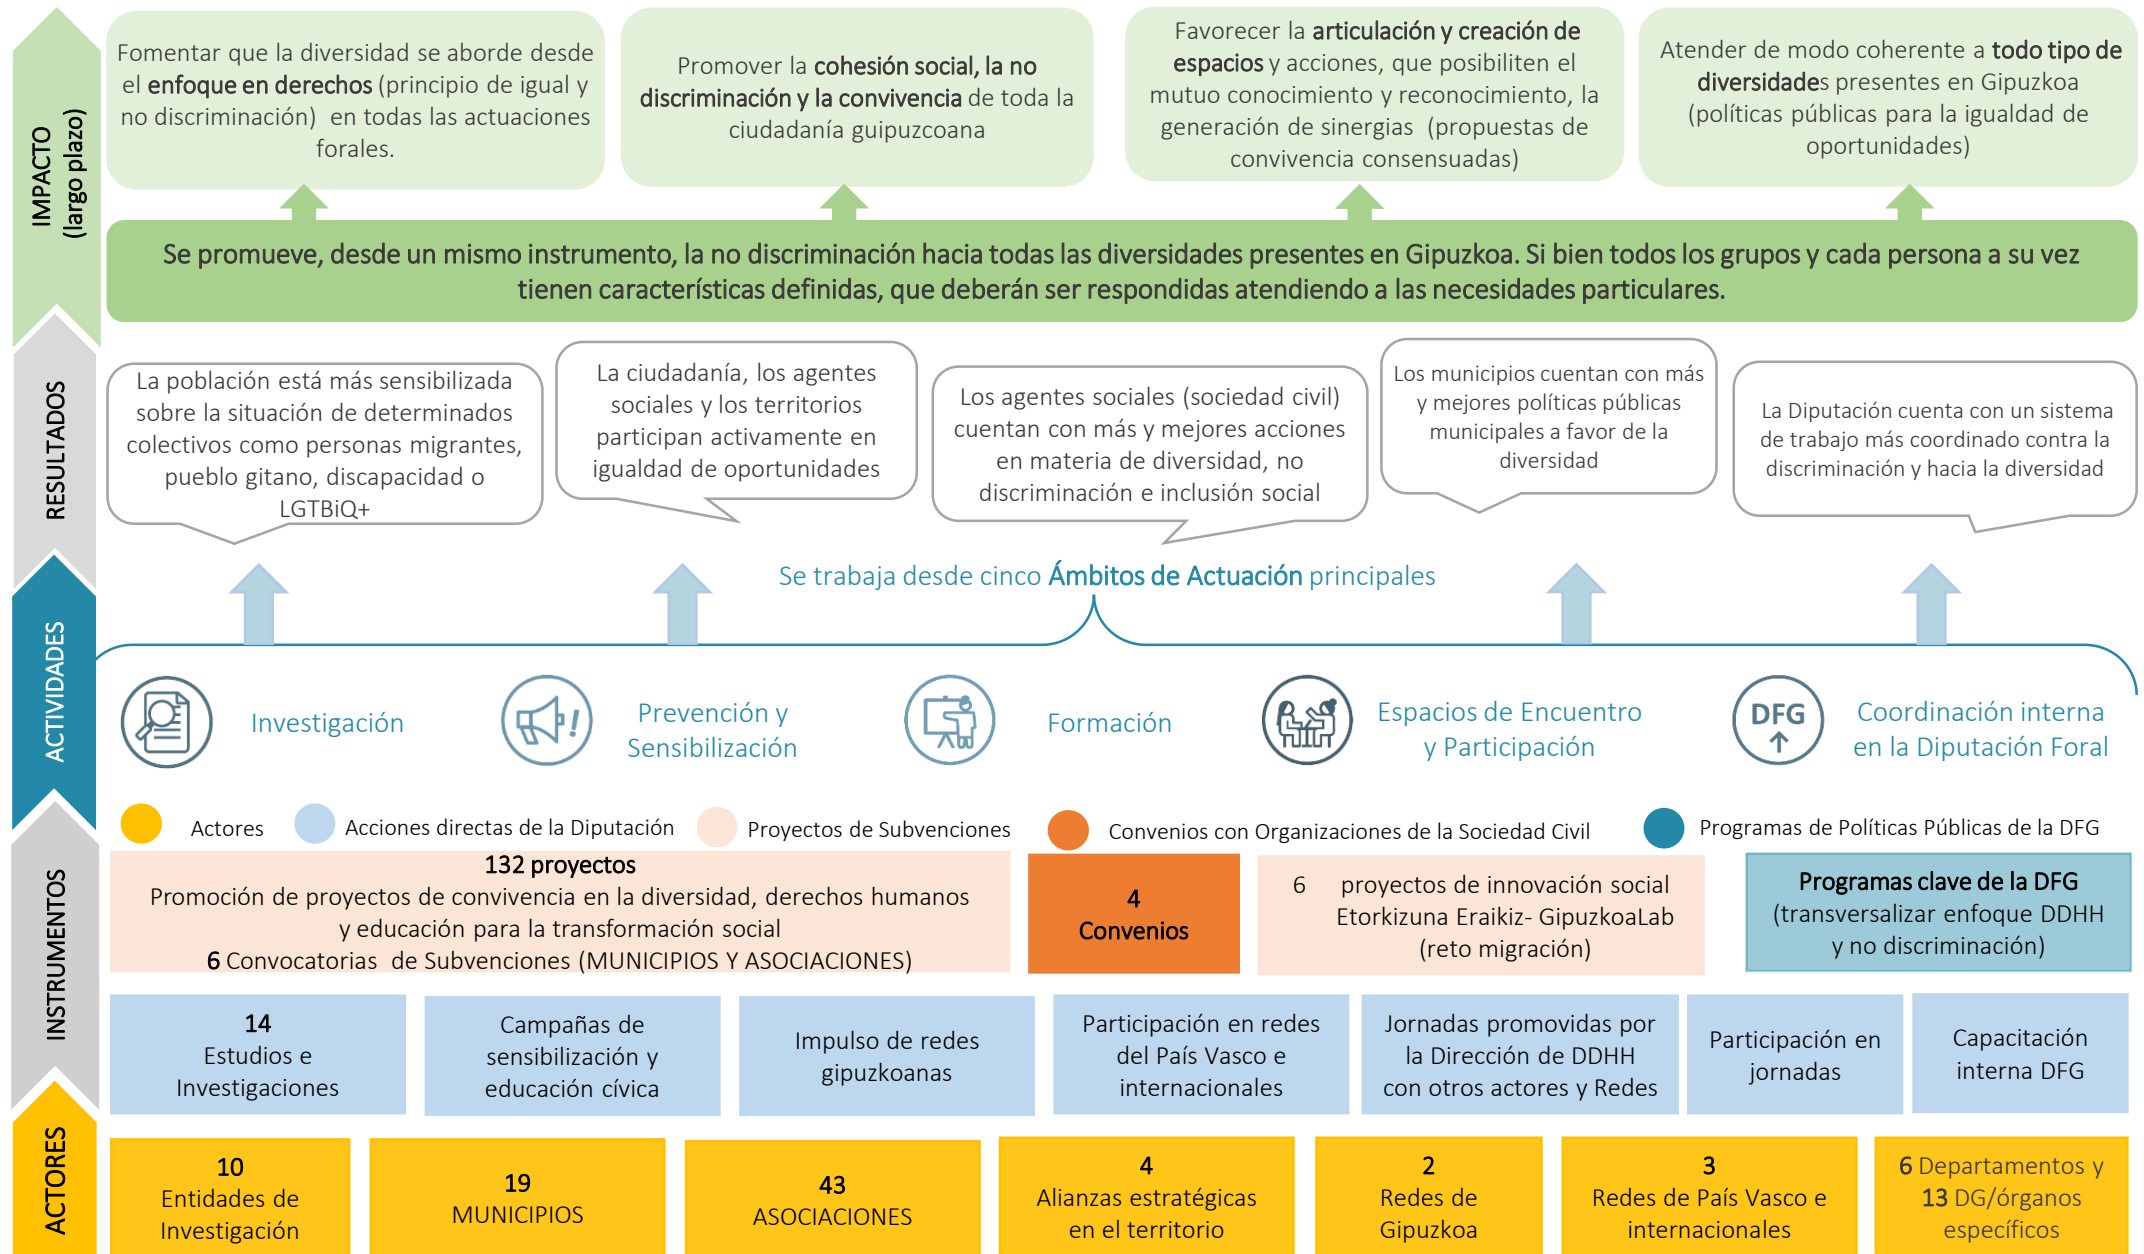 IMPACTO
(largo plazo)
Fomentar que la diversidad se aborde desde
el enfoque en derechos (principio de igual y
no discriminación) en todas las actuaciones
forales.
Promover la cohesión social, la no
discriminación y la convivencia de toda la
ciudadanía guipuzcoana
Favorecer la articulación y creación de
espacios y acciones, que posibiliten el
mutuo conocimiento y reconocimiento, la
generación de sinergias (propuestas de
convivencia consensuadas)
Atender de modo coherente a todo tipo de
diversidades presentes en Gipuzkoa
(políticas públicas para la igualdad de
oportunidades)
Se promueve, desde un mismo instrumento, la no discriminación hacia todas las diversidades presentes en Gipuzkoa. Si bien todos los grupos y cada persona a su vez
tienen características definidas, que deberán ser respondidas atendiendo a las necesidades particulares.
RESULTADOS
La población está más sensibilizada
sobre la situación de determinados
colectivos como personas migrantes,
pueblo gitano, discapacidad o
LGTBiQ+
La ciudadanía, los agentes
sociales y los territorios
participan activamente en
igualdad de oportunidades
Los agentes sociales (sociedad civil)
cuentan con más y mejores acciones
en materia de diversidad, no
discriminación e inclusión social
Los municipios cuentan con más
y mejores políticas públicas
municipales a favor de la
diversidad
La Diputación cuenta con un sistema
de trabajo más coordinado contra la
discriminación y hacia la diversidad
ACTIVIDADES
Se trabaja desde cinco Ámbitos de Actuación principales
Investigación
Prevención y
Sensibilización
Formación
Espacios de Encuentro
y Participación
DFG
Coordinación interna
en la Diputación Foral
INSTRUMENTOS
Actores
Acciones directas de la Diputación
Proyectos de Subvenciones
Convenios con Organizaciones de la Sociedad Civil
Programas de Políticas Públicas de la DFG
132 proyectos
Promoción de proyectos de convivencia en la diversidad, derechos humanos
y educación para la transformación social
6 Convocatorias de Subvenciones (MUNICIPIOS Y ASOCIACIONES)
4
Convenios
6 proyectos de innovación social
Etorkizuna Eraikiz- GipuzkoaLab
(reto migración)
Programas clave de la DFG
(transversalizar enfoque DDHH
y no discriminación)
14
Estudios e
Investigaciones
Campañas de
sensibilización y
educación cívica
Impulso de redes
gipuzkoanas
Participación en redes
del País Vasco e
internacionales
Jornadas promovidas por
la Dirección de DDHH
con otros actores y Redes
Participación en
jornadas
Capacitación
interna DFG
ACTORES
10
Entidades de
Investigación
19
MUNICIPIOS
43
ASOCIACIONES
4
Alianzas estratégicas
en el territorio
2
Redes de
Gipuzkoa
3
Redes de País Vasco e
internacionales
6 Departamentos y
13 DG/órganos
específicos